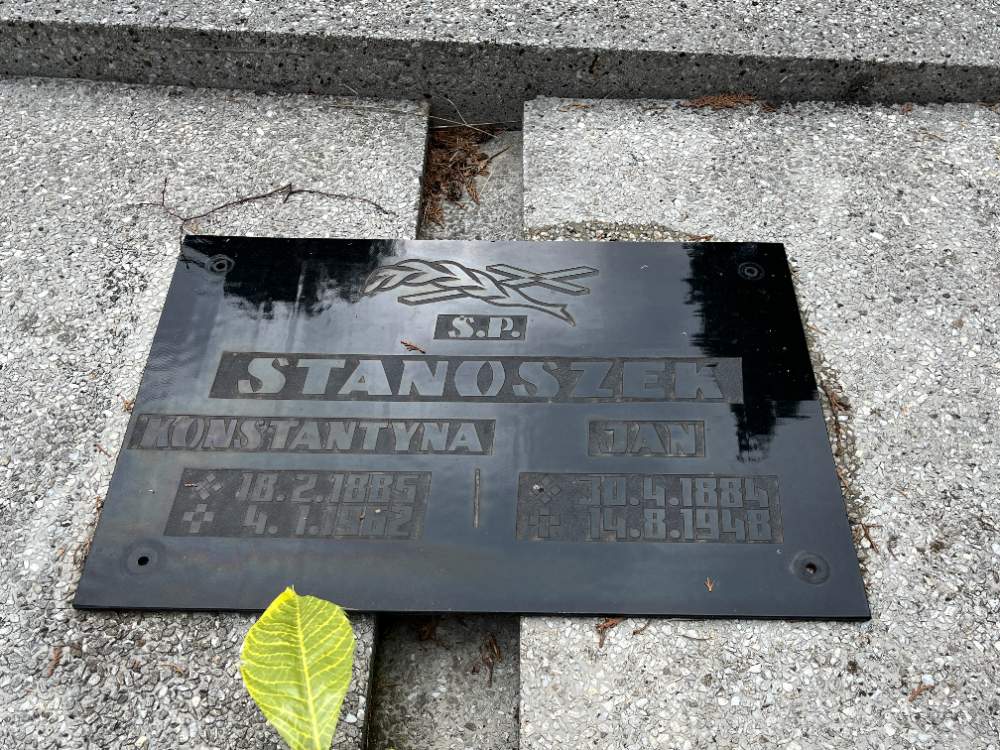 Ś.P.
STANOSZEK
KONSTANTYNA
JAN
18.2.1885
4.1.1962
30.4.1884
14.8.1948